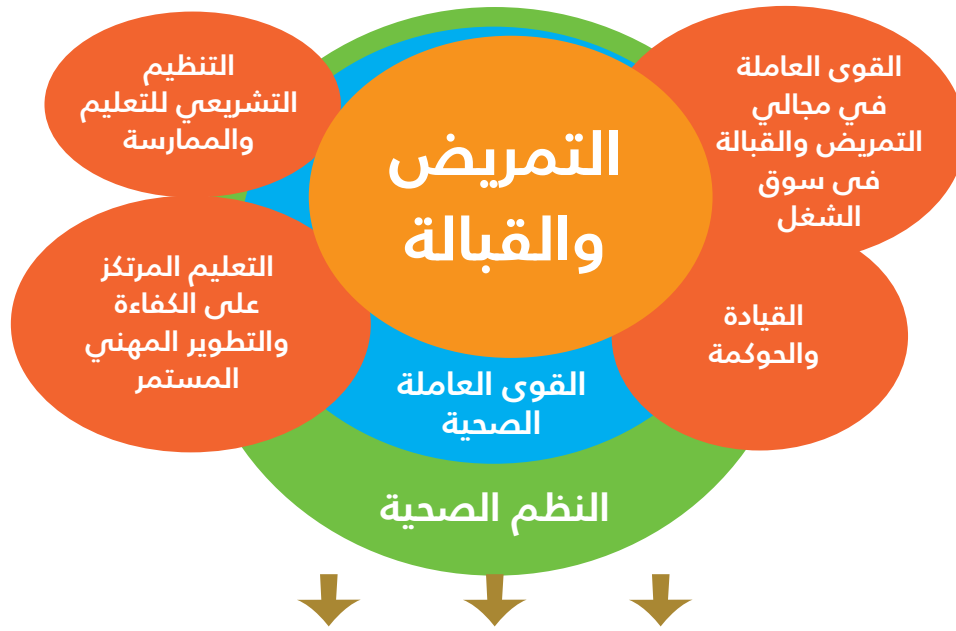 القوى العاملة
في مجالي
التمريض والقبالة
فى سوق
الشغل
التنظيم
التشريعي للتعليم
والممارسة
التمريض
والقبالة
القيادة
والحوكمة
التعليم المرتكز
على الكفاءة
والتطوير المهني
المستمر
القوى العاملة
الصحية
النظم الصحية